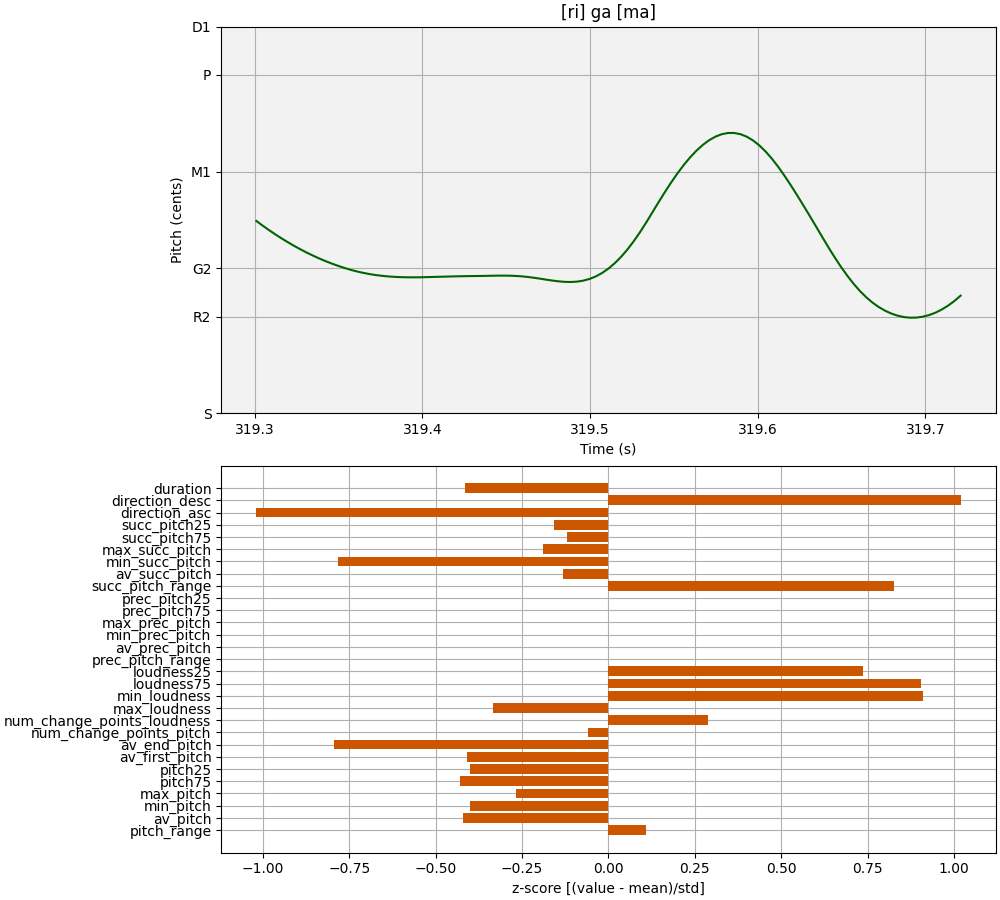 [ri] ga [ma]
D1
P
M1
G2
R2
S
Pitch (cents)
319.3 319.4 319.5 319.6 319.7
Time (s)
duration
direction_desc
direction_asc
succ_pitch25
succ_pitch75
max_succ_pitch
min_succ_pitch
av_succ_pitch
succ_pitch_range
prec_pitch25
prec_pitch75
max_prec_pitch
min_prec_pitch
av_prec_pitch
prec_pitch_range
loudness25
loudness75
min_loudness
max_loudness
num_change_points_loudness
num_change_points_pitch
av_end_pitch
av_first_pitch
pitch25
pitch75
max_pitch
min_pitch
av_pitch
pitch_range
−1.00 −0.75 −0.50 −0.25 0.00 0.25 0.50 0.75 1.00
z-score [(value - mean)/std]